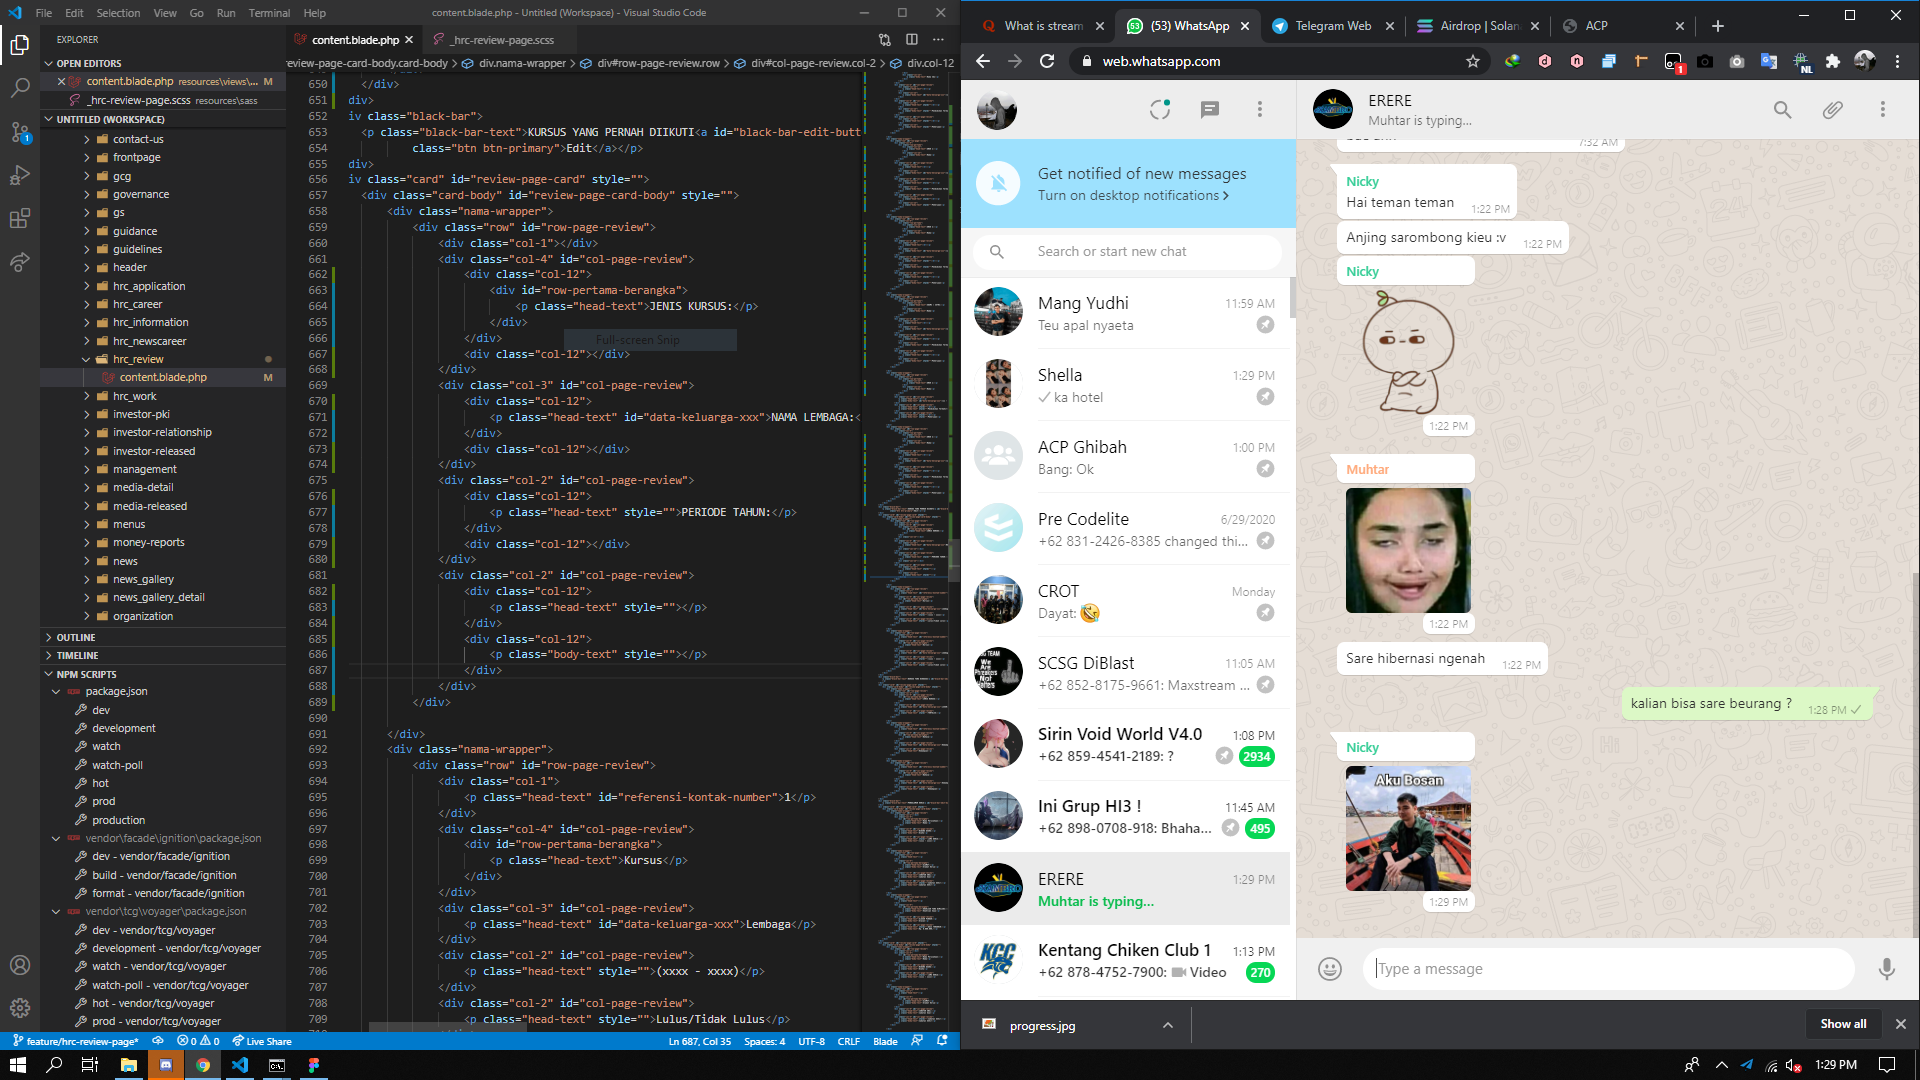 File Edit Selection View Go Run Terminal Help
content.blade.php - Untitled (Workspace) - Visual Studio Code
EXPLORER
OPEN EDITORS
content.blade.php resources\views\... M
_hrc-review-page.scss resources\sass
UNTITLED (WORKSPACE)
contact-us
frontpage
gcg
governance
gs
guidance
guidelines
header
hrc_application
hrc_career
hrc_information
hrc_newscareer
hrc_review
content.blade.php M
hrc_work
investor-pki
investor-relationship
investor-released
management
media-detail
media-released
menus
money-reports
news
news_gallery
news_gallery_detail
organization
OUTLINE
TIMELINE
NPM SCRIPTS
package.json
dev
development
watch
watch-poll
hot
prod
production
vendor\facade\ignition\package.json
dev - vendor/facade/ignition
build - vendor/facade/ignition
format - vendor/facade/ignition
vendor\tcg\voyager\package.json
dev - vendor/tcg/voyager
development - vendor/tcg/voyager
watch - vendor/tcg/voyager
watch-poll - vendor/tcg/voyager
hot - vendor/tcg/voyager
prod - vendor/tcg/voyager
content.blade.php
_hrc-review-page.scss
review-page-card-body.card-body > div.nama-wrapper > div#row-page-review.row > div#col-page-review.col-2 > div.col-12
650 </div>
651 div>
652 iv class="black-bar">
653 <p class="black-bar-text">KURSUS YANG PERNAH DIIKUTI<a id="black-bar-edit-butt
654 class="btn btn-primary">Edit</a></p>
655 div>
656 iv class="card" id="review-page-card" style="">
657 <div class="card-body" id="review-page-card-body" style="">
658 <div class="nama-wrapper">
659 <div class="row" id="row-page-review">
660 <div class="col-1"></div>
661 <div class="col-4" id="col-page-review">
662 <div class="col-12">
663 <div id="row-pertama-berangka">
664 <p class="head-text">JENIS KURSUS:</p>
665 </div>
666 </div>
Full-screen Snip
667 <div class="col-12"></div>
668 </div>
669 <div class="col-3" id="col-page-review">
670 <div class="col-12">
671 <p class="head-text" id="data-keluarga-xxx">NAMA LEMBAGA:<
672 </div>
673 <div class="col-12"></div>
674 </div>
675 <div class="col-2" id="col-page-review">
676 <div class="col-12">
677 <p class="head-text" style="">PERIODE TAHUN:</p>
678 </div>
679 <div class="col-12"></div>
680 </div>
681 <div class="col-2" id="col-page-review">
682 <div class="col-12">
683 <p class="head-text" style=""></p>
684 </div>
685 <div class="col-12">
686 <p class="body-text" style=""></p>
687 </div>
688 </div>
689 </div>
690
691 </div>
692 <div class="nama-wrapper">
693 <div class="row" id="row-page-review">
694 <div class="col-1">
695 <p class="head-text" id="referensi-kontak-number">1</p>
696 </div>
697 <div class="col-4" id="col-page-review">
698 <div id="row-pertama-berangka">
699 <p class="head-text">Kursus</p>
700 </div>
701 </div>
702 <div class="col-3" id="col-page-review">
703 <p class="head-text" id="data-keluarga-xxx">Lembaga</p>
704 </div>
705 <div class="col-2" id="col-page-review">
706 <p class="head-text" style="">(xxxx - xxxx)</p>
707 </div>
708 <div class="col-2" id="col-page-review">
709 <p class="head-text" style="">Lulus/Tidak Lulus</p>
feature/hrc-review-page* 0 0 Live Share
Ln 687, Col 35 Spaces: 4 UTF-8 CRLF Blade
What is stream
(53) WhatsApp
Telegram Web
Airdrop | Solan
ACP
web.whatsapp.com
Get notified of new messages
Turn on desktop notifications >
Search or start new chat
Mang Yudhi 11:59 AM
Teu apal nyaeta
Shella 1:29 PM
ka hotel
ACP Ghibah 1:00 PM
Bang: Ok
Pre Codelite 6/29/2020
+62 831-2426-8385 changed thi...
CROT Monday
Dayat: 🤣
SCSG DiBlast 11:05 AM
+62 852-8175-9661: Maxstream ...
Sirin Void World V4.0 1:08 PM
+62 859-4541-2189: ? 2934
Ini Grup HI3 ! 11:45 AM
+62 898-0708-918: Bhaha... 495
ERERE 1:29 PM
Muhtar is typing...
Kentang Chiken Club 1 1:13 PM
+62 878-4752-7900: Video 270
ERERE
Muhtar is typing...
7:32 AM
Nicky
Hai teman teman 1:22 PM
Anjing sarombong kieu :v 1:22 PM
Nicky
1:22 PM
Muhtar
1:22 PM
Sare hibernasi ngenah 1:22 PM
kalian bisa sare beurang ? 1:28 PM
Nicky
Aku Bosan
1:29 PM
Type a message
progress.jpg
Show all
1:29 PM